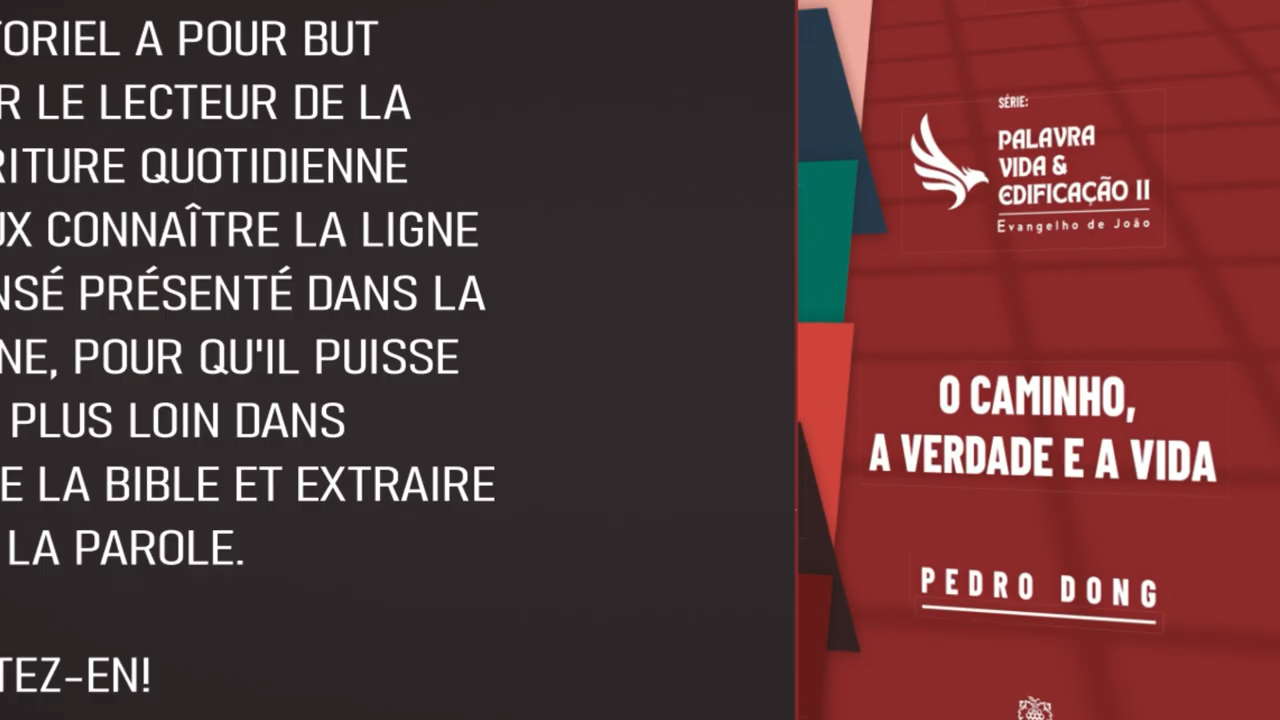 TORIEL A POUR BUT
R LE LECTEUR DE LA
RITURE QUOTIDIENNE
UX CONNAÎTRE LA LIGNE
NSÉ PRÉSENTÉ DANS LA
NE, POUR QU'IL PUISSE
PLUS LOIN DANS
E LA BIBLE ET EXTRAIRE
LA PAROLE.
TEZ-EN!
SÉRIE:
PALAVRA
VIDA &
EDIFICAÇÃO II
Evangelho de João
O CAMINHO,
A VERDADE E A VIDA
PEDRO DONG